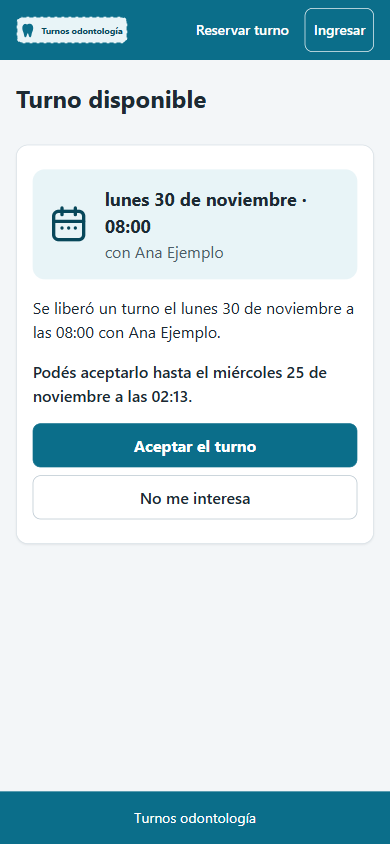 Turnos odontología
Reservar turno
Ingresar
Turno disponible
lunes 30 de noviembre ·
08:00
con Ana Ejemplo
Se liberó un turno el lunes 30 de noviembre a
las 08:00 con Ana Ejemplo.
Podés aceptarlo hasta el miércoles 25 de
noviembre a las 02:13.
Aceptar el turno
No me interesa
Turnos odontología